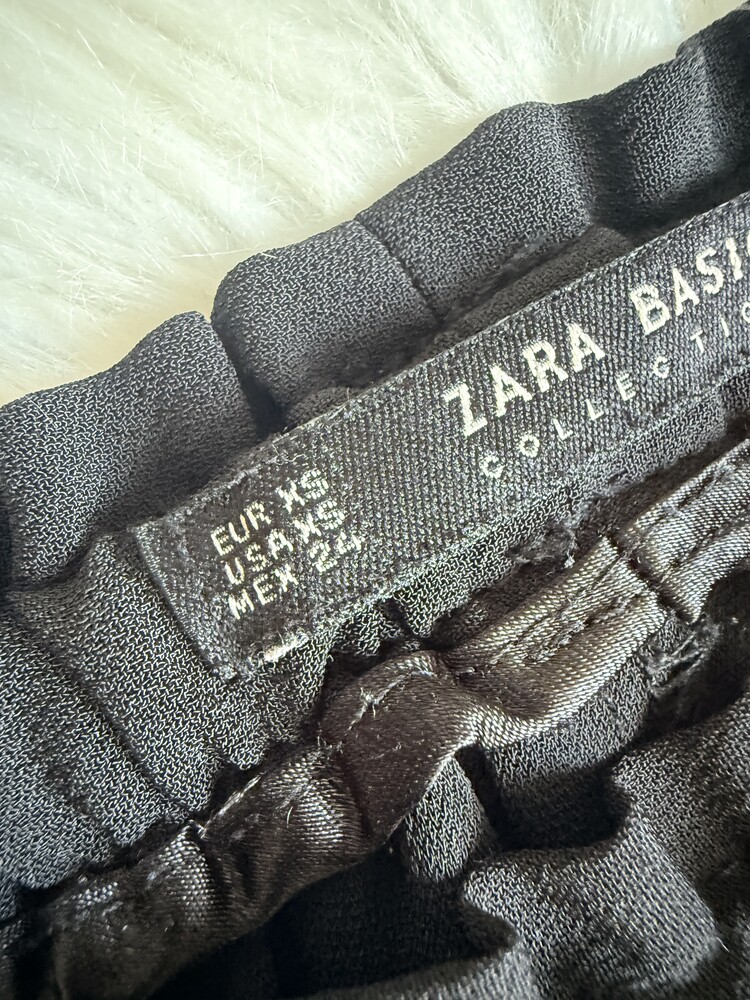 ZARA BASIC
COLLECTIO
EUR XS
USA XS
MEX 24